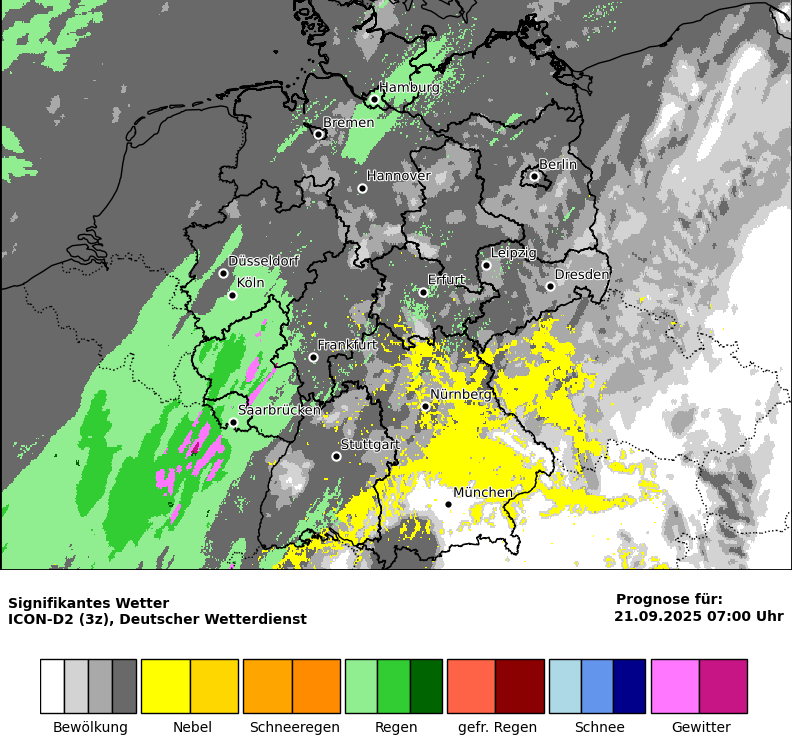 Hamburg
Bremen
Berlin
Hannover
Düsseldorf
Leipzig
Köln
Erfurt
Dresden
Frankfurt
Nürnberg
Saarbrücken
Stuttgart
München
Signifikantes Wetter
ICON-D2 (3z), Deutscher Wetterdienst
Prognose für:
21.09.2025 07:00 Uhr
Bewölkung Nebel Schneeregen Regen gefr. Regen Schnee Gewitter